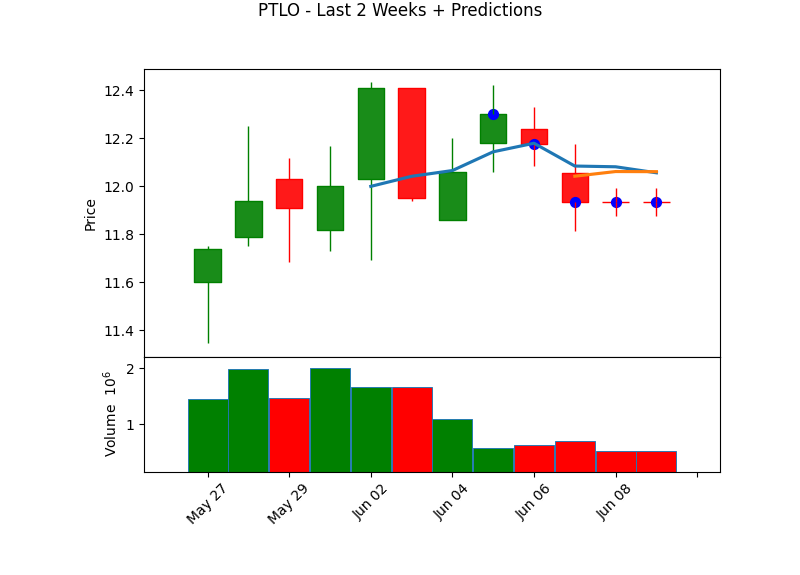 PTLO - Last 2 Weeks + Predictions
12.4
12.2
12.0
11.8
11.6
11.4
Price
2
1
Volume 10^6
May 27
May 29
Jun 02
Jun 04
Jun 06
Jun 08